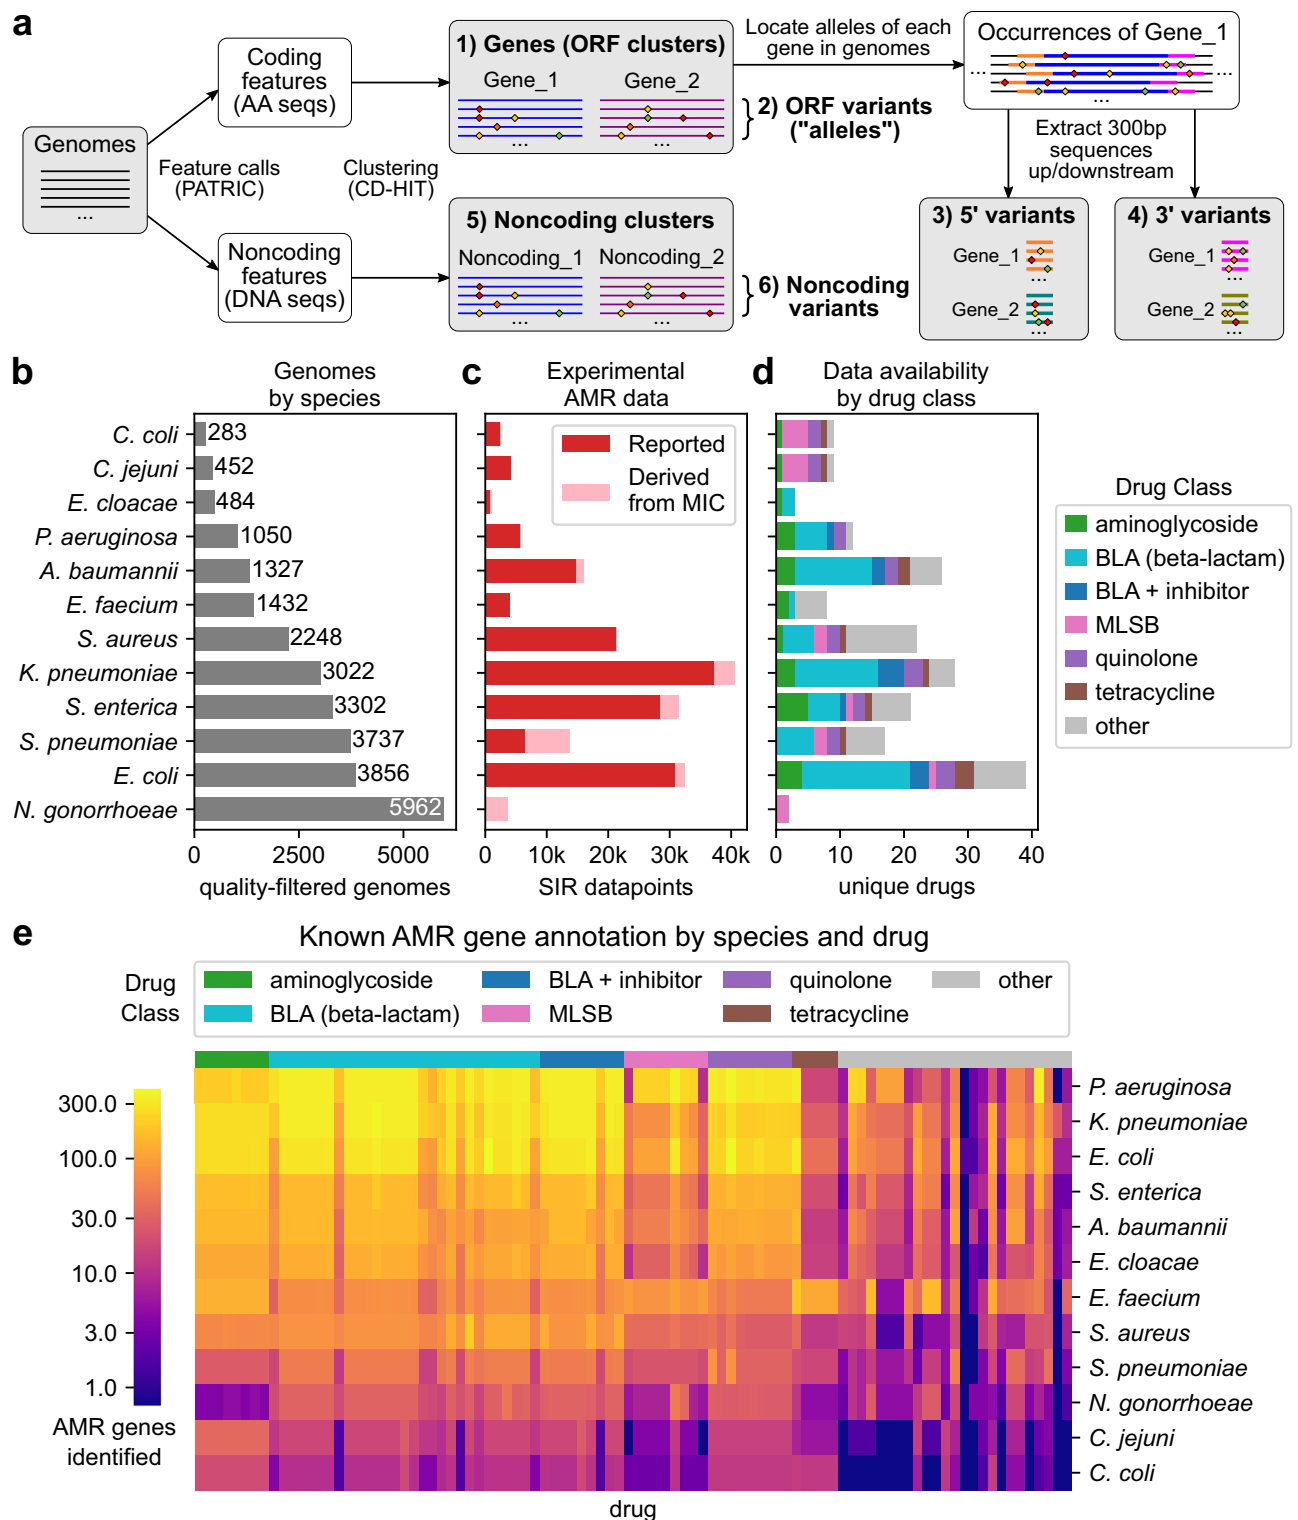 a
Genomes
...
Feature calls
(PATRIC)
Coding
features
(AA seqs)
Noncoding
features
(DNA seqs)
Clustering
(CD-HIT)
1) Genes (ORF clusters)
Gene_1
Gene_2
...
...
2) ORF variants
("alleles")
5) Noncoding clusters
Noncoding_1
Noncoding_2
...
...
6) Noncoding
variants
Locate alleles of each
gene in genomes
Occurrences of Gene_1
...
...
...
Extract 300bp
sequences
up/downstream
3) 5' variants
Gene_1
...
Gene_2
...
4) 3' variants
Gene_1
...
Gene_2
...
b
Genomes
by species
C. coli
283
C. jejuni
452
E. cloacae
484
P. aeruginosa
1050
A. baumannii
1327
E. faecium
1432
S. aureus
2248
K. pneumoniae
3022
S. enterica
3302
S. pneumoniae
3737
E. coli
3856
N. gonorrhoeae
5962
0 2500 5000
quality-filtered genomes
c
Experimental
AMR data
Reported
Derived
from MIC
0 10k 20k 30k 40k
SIR datapoints
d
Data availability
by drug class
0 10 20 30 40
unique drugs
Drug Class
aminoglycoside
BLA (beta-lactam)
BLA + inhibitor
MLSB
quinolone
tetracycline
other
e
Known AMR gene annotation by species and drug
Drug
Class
aminoglycoside
BLA + inhibitor
quinolone
other
BLA (beta-lactam)
MLSB
tetracycline
300.0
100.0
30.0
10.0
3.0
1.0
AMR genes
identified
P. aeruginosa
K. pneumoniae
E. coli
S. enterica
A. baumannii
E. cloacae
E. faecium
S. aureus
S. pneumoniae
N. gonorrhoeae
C. jejuni
C. coli
drug